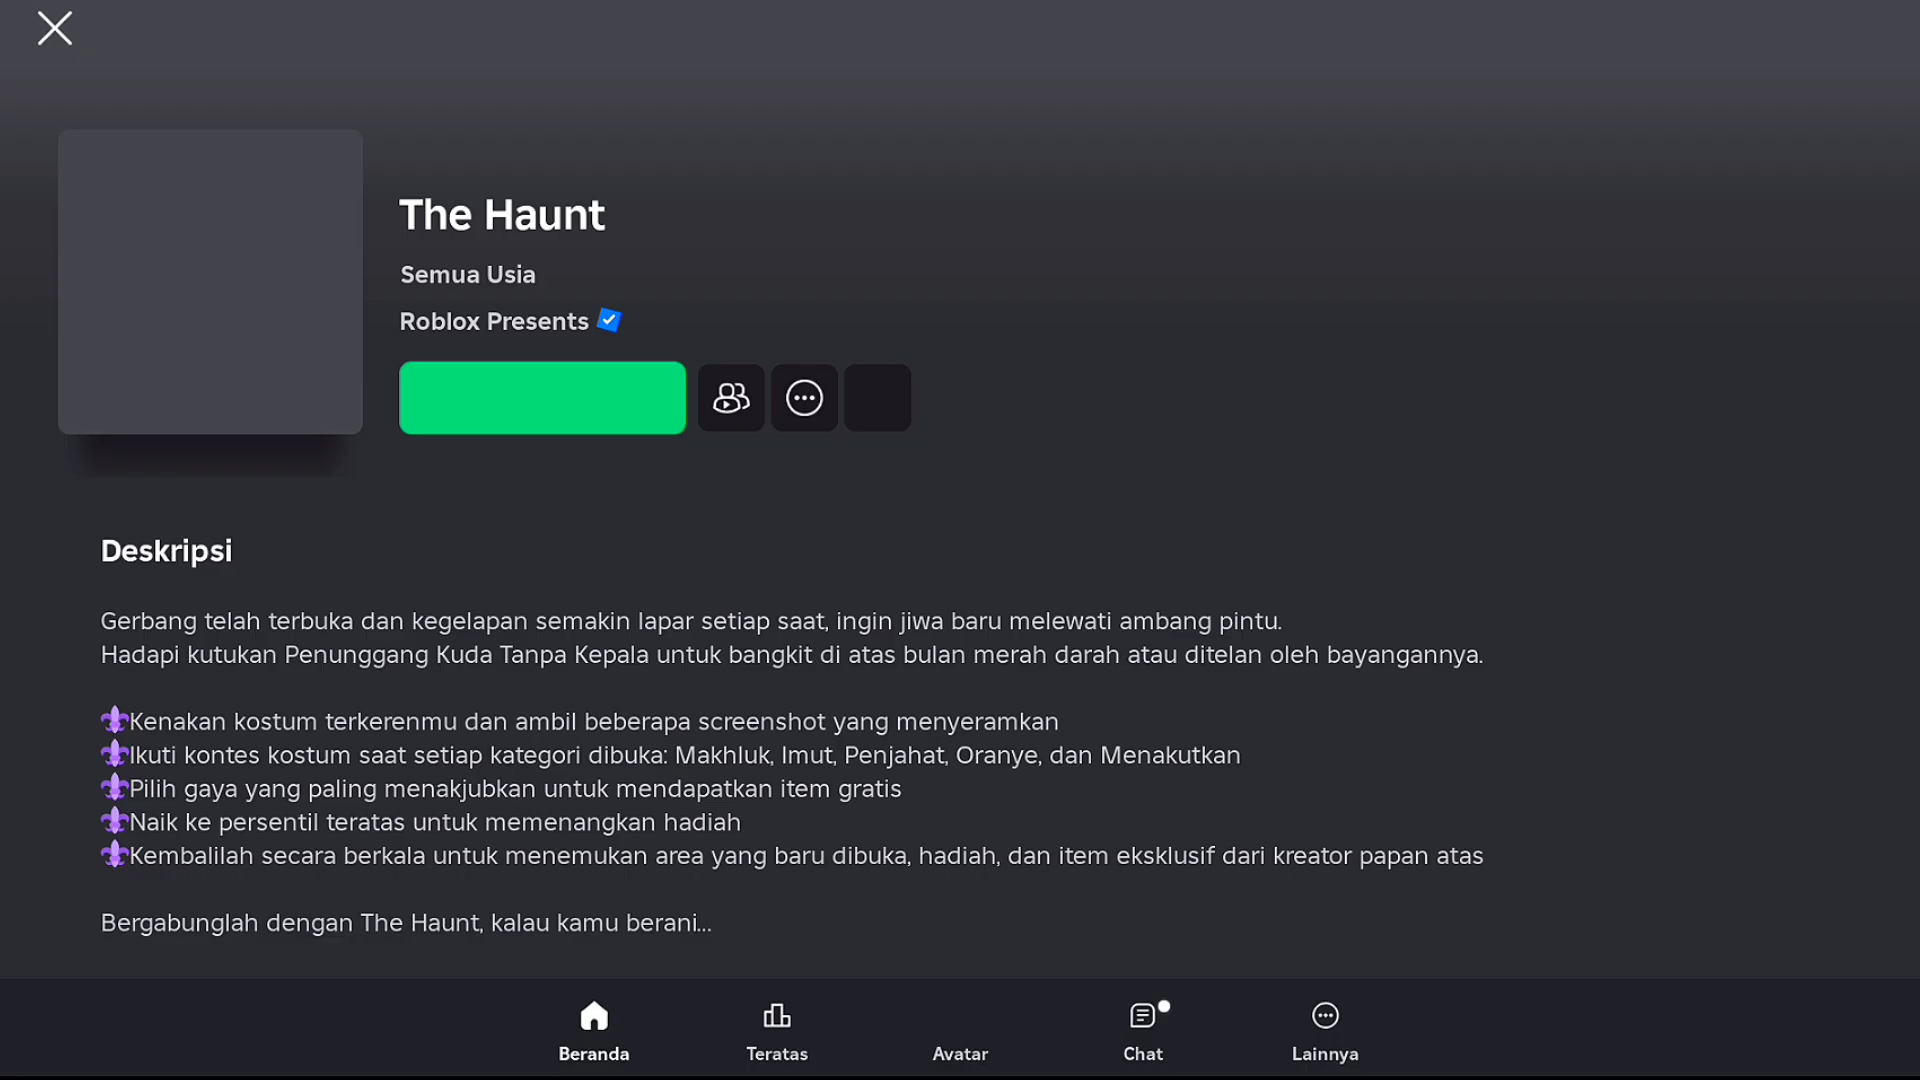 The Haunt
Semua Usia
Roblox Presents
Deskripsi
Gerbang telah terbuka dan kegelapan semakin lapar setiap saat, ingin jiwa baru melewati ambang pintu.
Hadapi kutukan Penunggang Kuda Tanpa Kepala untuk bangkit di atas bulan merah darah atau ditelan oleh bayangannya.
⚜Kenakan kostum terkerenmu dan ambil beberapa screenshot yang menyeramkan
⚜Ikuti kontes kostum saat setiap kategori dibuka: Makhluk, Imut, Penjahat, Oranye, dan Menakutkan
⚜Pilih gaya yang paling menakjubkan untuk mendapatkan item gratis
⚜Naik ke persentil teratas untuk memenangkan hadiah
⚜Kembalilah secara berkala untuk menemukan area yang baru dibuka, hadiah, dan item eksklusif dari kreator papan atas
Bergabunglah dengan The Haunt, kalau kamu berani...
Beranda
Teratas
Avatar
Chat
Lainnya